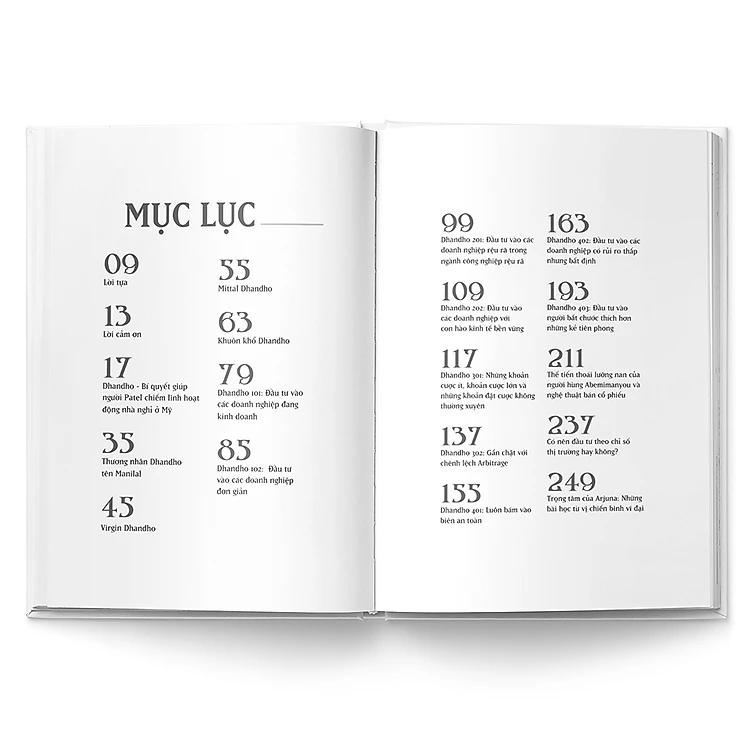 MỤC LỤC
09
Lời tựa
13
Lời cảm ơn
17
Dhandho - Bí quyết giúp
người Patel chiếm lĩnh hoạt
động nhà nghỉ ở Mỹ
35
Thương nhân Dhandho
tên Manilal
45
Virgin Dhandho
55
Mittal Dhandho
63
Khuôn khổ Dhandho
79
Dhandho 101: Đầu tư vào
các doanh nghiệp đang
kinh doanh
85
Dhandho 102: Đầu tư
vào các doanh nghiệp
đơn giản
99
Dhandho 201: Đầu tư vào các
doanh nghiệp rệu rã trong
ngành công nghiệp rệu rã
109
Dhandho 202: Đầu tư vào
các doanh nghiệp với
con hào kinh tế bền vững
117
Dhandho 301: Những khoản
cược ít, khoản cược lớn và
những khoản đặt cược không
thường xuyên
137
Dhandho 302: Gắn chặt với
chênh lệch Arbitrage
155
Dhandho 401: Luôn bám vào
biên an toàn
163
Dhandho 402: Đầu tư vào các
doanh nghiệp có rủi ro thấp
nhưng bất định
193
Dhandho 403: Đầu tư vào
người bắt chước thích hơn
những kẻ tiên phong
211
Thế tiến thoái lưỡng nan của
người hùng Abemimanyou và
nghệ thuật bán cổ phiếu
237
Có nên đầu tư theo chỉ số
thị trường hay không?
249
Trọng tâm của Arjuna: Những
bài học từ vị chiến binh vĩ đại